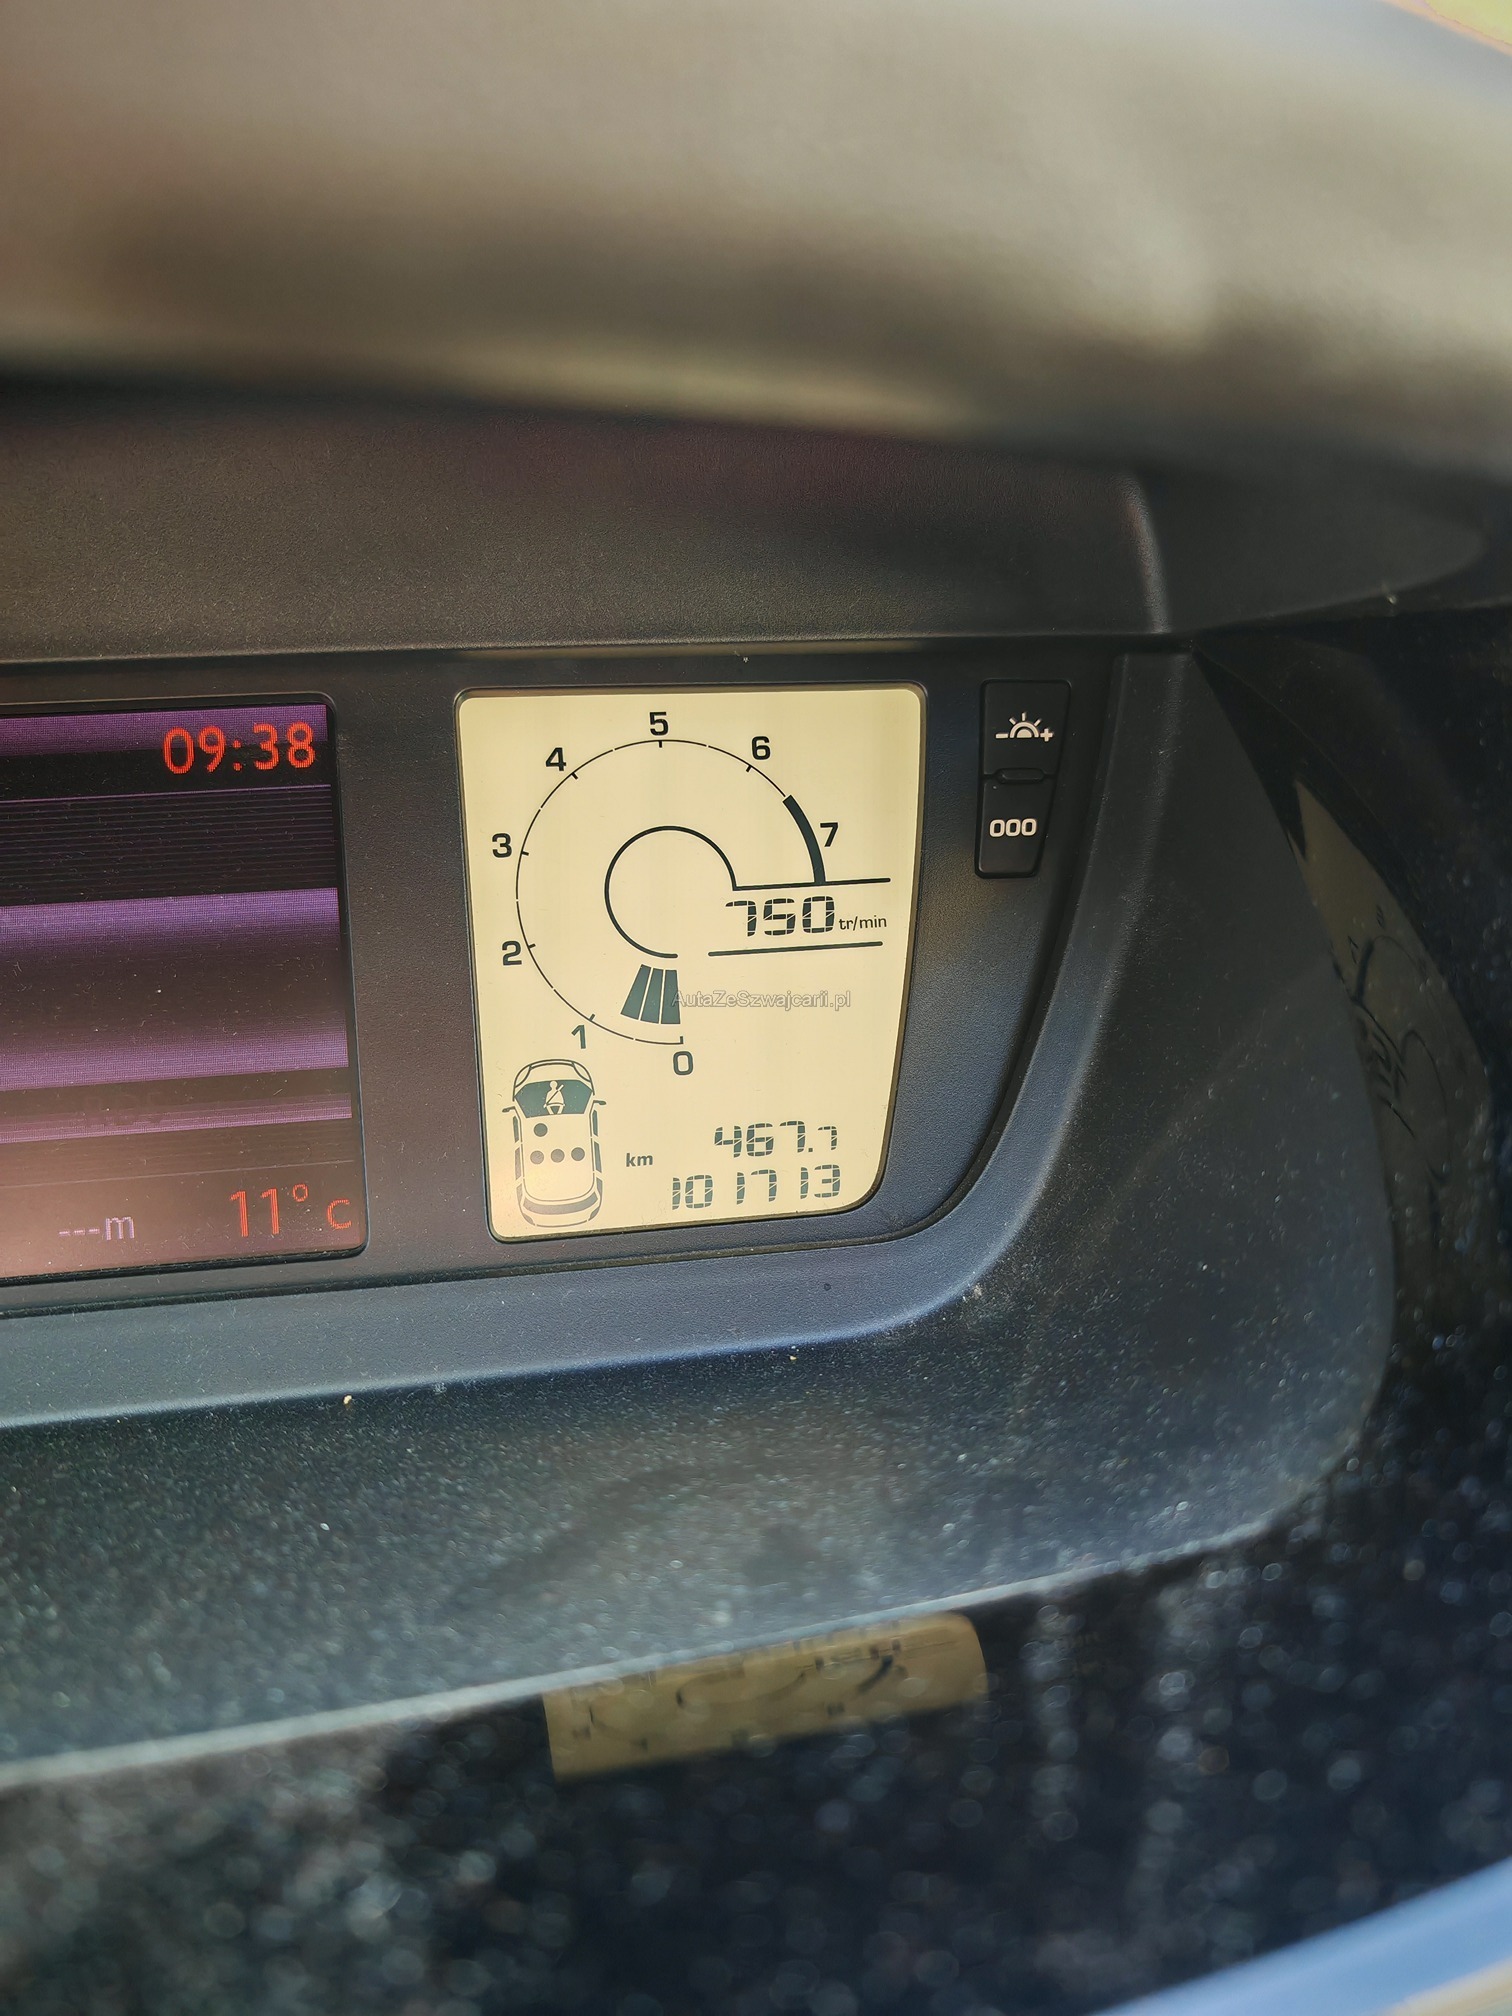 09:38
---m
11°C
5
4
6
3
7
2
750 tr/min
1
0
km
467.7
101713
- +
000
AutaZeSzwajcarii.pl